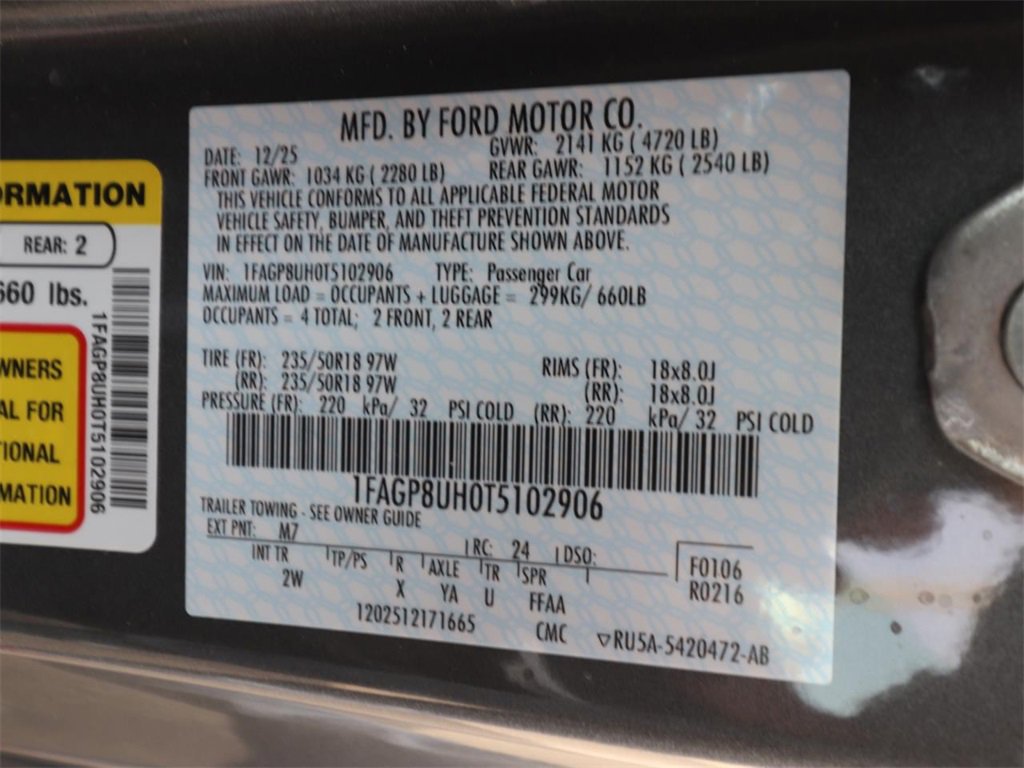 MFD. BY FORD MOTOR CO.
DATE: 12/25 GVWR: 2141 KG ( 4720 LB)
FRONT GAWR: 1034 KG ( 2280 LB) REAR GAWR: 1152 KG ( 2540 LB)
THIS VEHICLE CONFORMS TO ALL APPLICABLE FEDERAL MOTOR
VEHICLE SAFETY, BUMPER, AND THEFT PREVENTION STANDARDS
IN EFFECT ON THE DATE OF MANUFACTURE SHOWN ABOVE.
VIN: 1FAGP8UH0T5102906 TYPE: Passenger Car
MAXIMUM LOAD = OCCUPANTS + LUGGAGE = 299KG/ 660LB
OCCUPANTS = 4 TOTAL; 2 FRONT, 2 REAR
TIRE (FR): 235/50R18 97W RIMS (FR): 18x8.0J
(RR): 235/50R18 97W (RR): 18x8.0J
PRESSURE (FR): 220 kPa/ 32 PSI COLD (RR): 220 kPa/ 32 PSI COLD
1FAGP8UH0T5102906
TRAILER TOWING - SEE OWNER GUIDE
EXT PNT: M7 RC: 24 DSO:
INT TR TP/PS R AXLE TR SPR F0106
2W X YA U FFAA R0216
1202512171665 CMC ▽RU5A-5420472-AB
ORMATION
REAR: 2
660 lbs.
WNERS
AL FOR
TIONAL
MATION
1FAGP8UH0T5102906